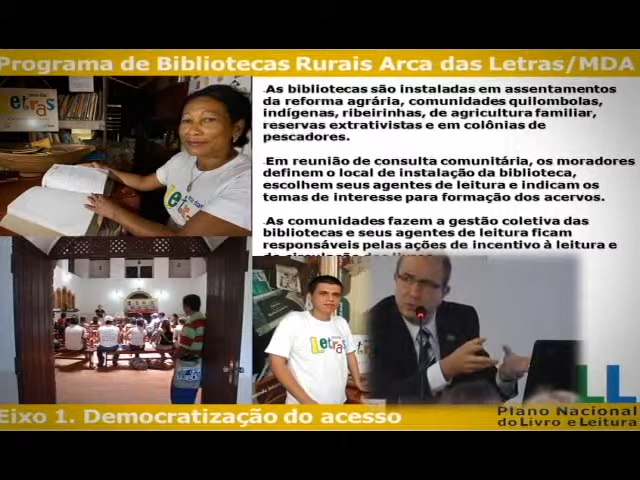 Programa de Bibliotecas Rurais Arca das Letras/MDA
As bibliotecas são instaladas em assentamentos
da reforma agrária, comunidades quilombolas,
indígenas, ribeirinhas, de agricultura familiar,
reservas extrativistas e em colônias de
pescadores.
Em reunião de consulta comunitária, os moradores
definem o local de instalação da biblioteca,
escolhem seus agentes de leitura e indicam os
temas de interesse para formação dos acervos.
As comunidades fazem a gestão coletiva das
bibliotecas e seus agentes de leitura ficam
responsáveis pelas ações de incentivo à leitura e
Letras
Letras
Eixo 1. Democratização do acesso
LL
Plano Nacional
do Livro e Leitura